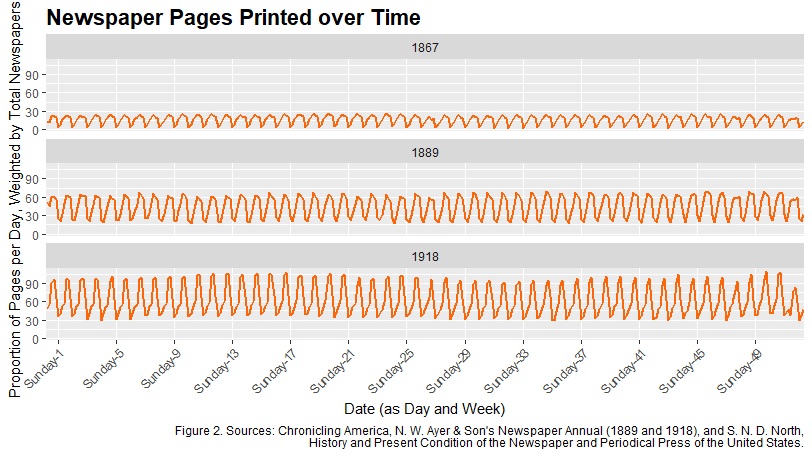 Newspaper Pages Printed over Time
Proportion of Pages per Day, Weighted by Total Newspapers
1867
90
60
30
0
1889
90
60
30
0
1918
90
60
30
0
Sunday-1
Sunday-5
Sunday-9
Sunday-13
Sunday-17
Sunday-21
Sunday-25
Sunday-29
Sunday-33
Sunday-37
Sunday-41
Sunday-45
Sunday-49
Date (as Day and Week)
Figure 2. Sources: Chronicling America, N. W. Ayer & Son's Newspaper Annual (1889 and 1918), and S. N. D. North,
History and Present Condition of the Newspaper and Periodical Press of the United States.